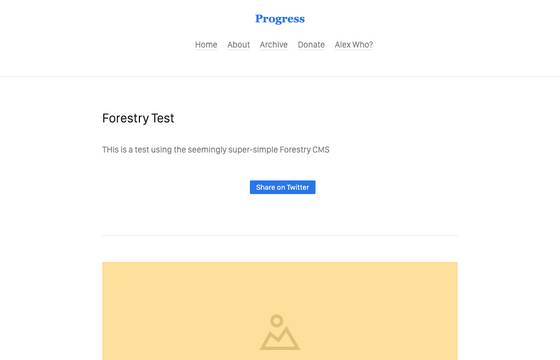 Progress
Home About Archive Donate Alex Who?
Forestry Test
THis is a test using the seemingly super-simple Forestry CMS
Share on Twitter